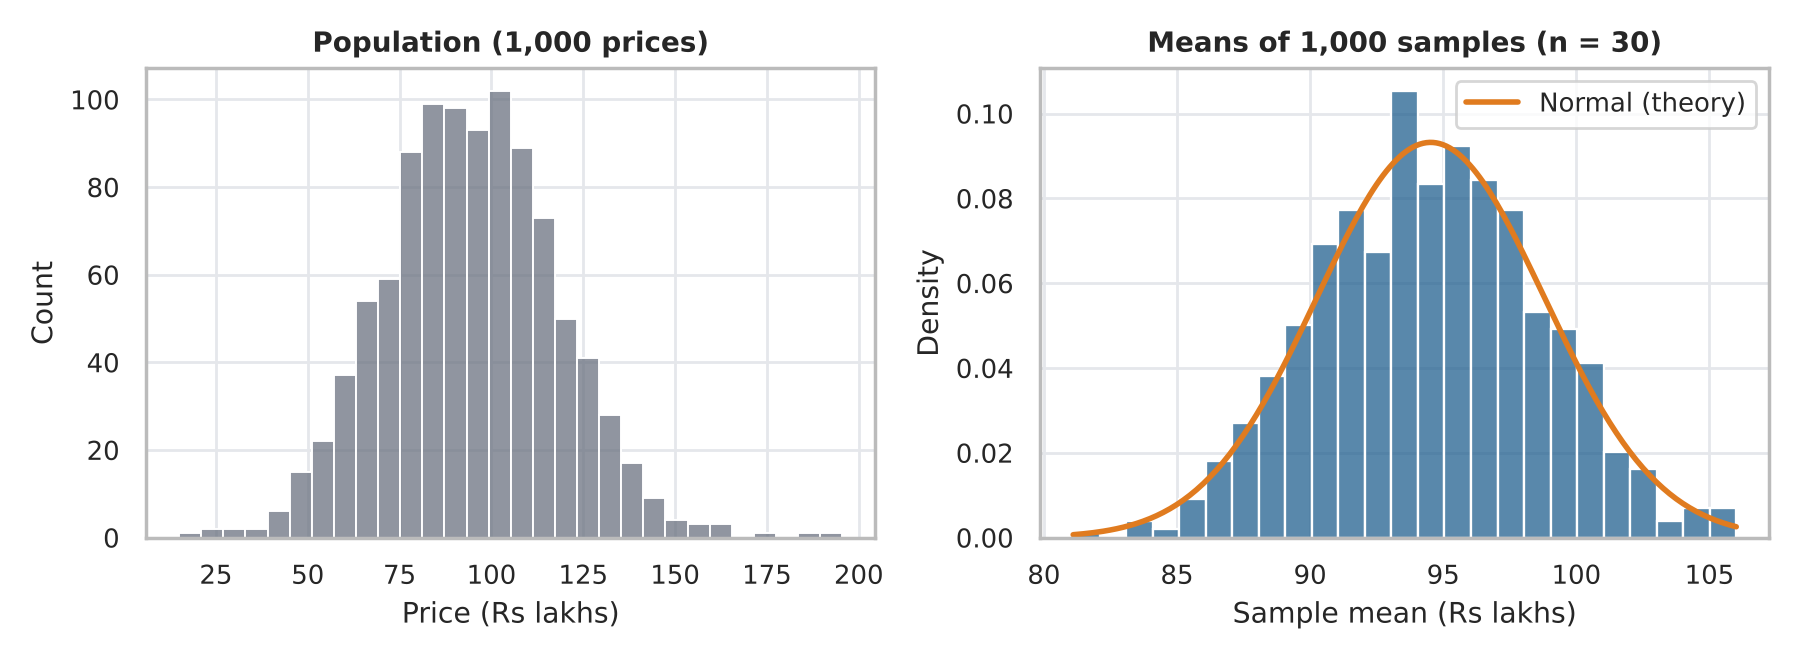 Population (1,000 prices)
Count
100
80
60
40
20
0
25 50 75 100 125 150 175 200
Price (Rs lakhs)
Means of 1,000 samples (n = 30)
Normal (theory)
Density
0.10
0.08
0.06
0.04
0.02
0.00
80 85 90 95 100 105
Sample mean (Rs lakhs)